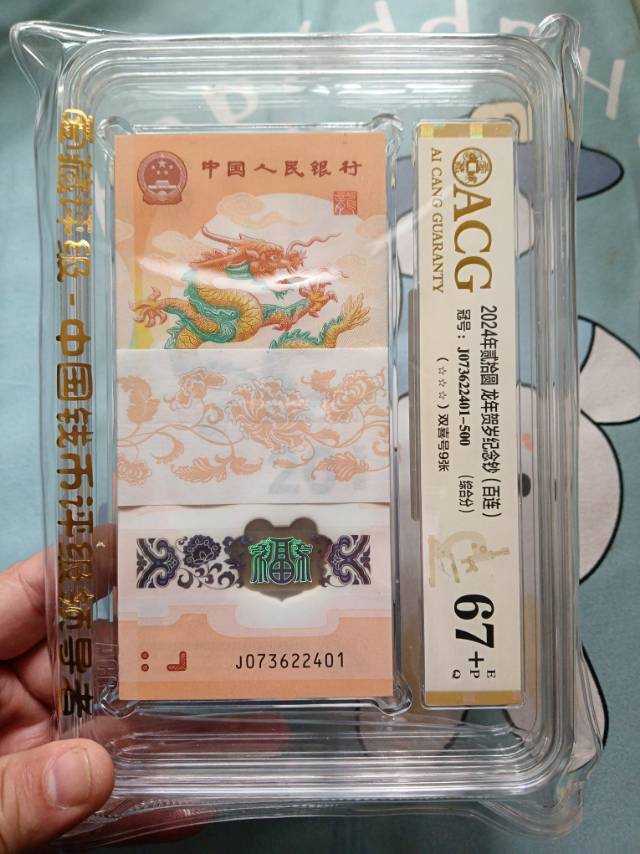 爱藏评级-中国钱币评级领导者
中国人民银行
J073622401
ACG
AI CANG GUARANTY
2024年贰拾圆 龙年贺岁纪念钞（百连）
冠号：J073622401-500 （综合分）
（☆☆☆）双喜号9张
67+
E
P
Q
福